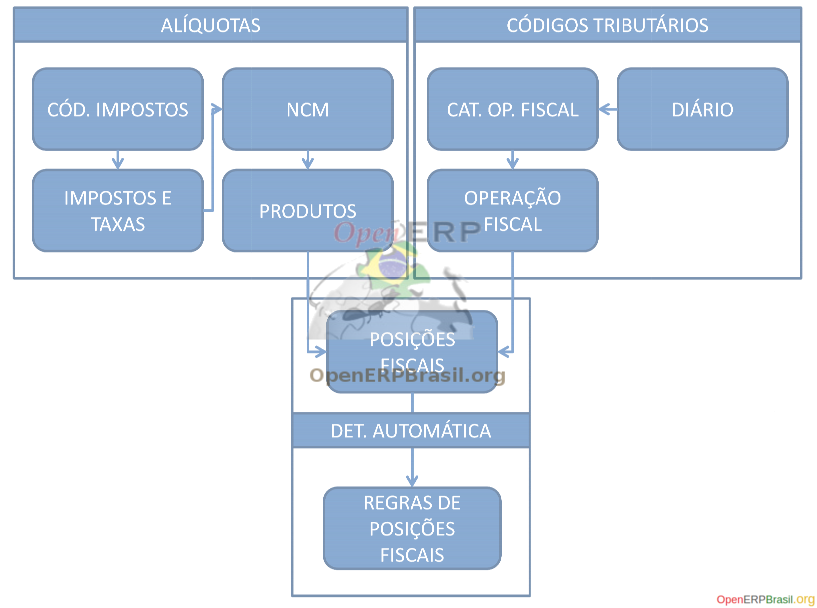 ALÍQUOTAS
CÓDIGOS TRIBUTÁRIOS
CÓD. IMPOSTOS
NCM
CAT. OP. FISCAL
DIÁRIO
IMPOSTOS E
TAXAS
PRODUTOS
OPERAÇÃO
FISCAL
OpenERP
POSIÇÕES
FISCAIS
OpenERPBrasil.org
DET. AUTOMÁTICA
REGRAS DE
POSIÇÕES
FISCAIS
OpenERPBrasil.org